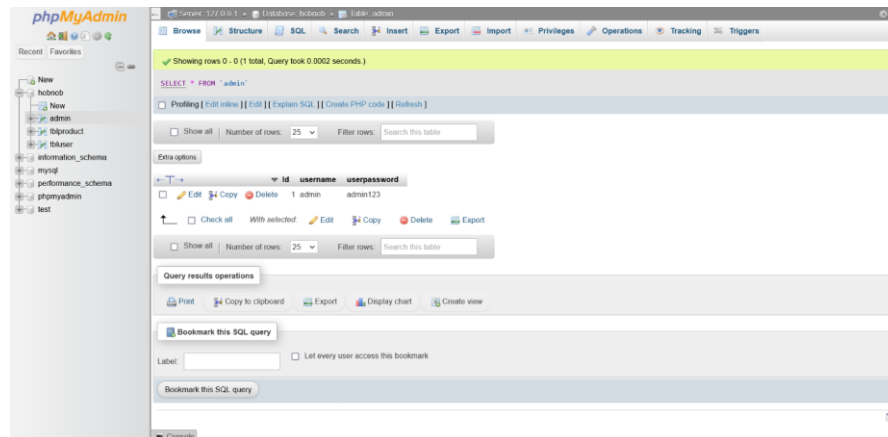 phpMyAdmin
Recent Favorites
New
hobnob
New
admin
tblproduct
tbluser
information_schema
mysql
performance_schema
phpmyadmin
test
Server: 127.0.0.1 » Database: hobnob » Table: admin
Browse Structure SQL Search Insert Export Import Privileges Operations Tracking Triggers
Showing rows 0 - 0 (1 total, Query took 0.0002 seconds.)
SELECT * FROM `admin`
Profiling [ Edit inline ] [ Edit ] [ Explain SQL ] [ Create PHP code ] [ Refresh ]
Show all | Number of rows: 25 Filter rows: Search this table
Extra options
←T→ Id username userpassword
Edit Copy Delete 1 admin admin123
Check all With selected: Edit Copy Delete Export
Show all | Number of rows: 25 Filter rows: Search this table
Query results operations
Print Copy to clipboard Export Display chart Create view
Bookmark this SQL query
Label: Let every user access this bookmark
Bookmark this SQL query
Console